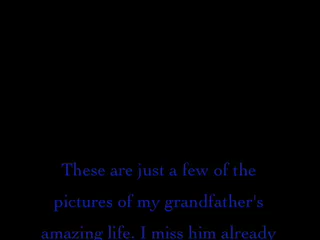 These are just a few of the
pictures of my grandfather's
amazing life. I miss him already